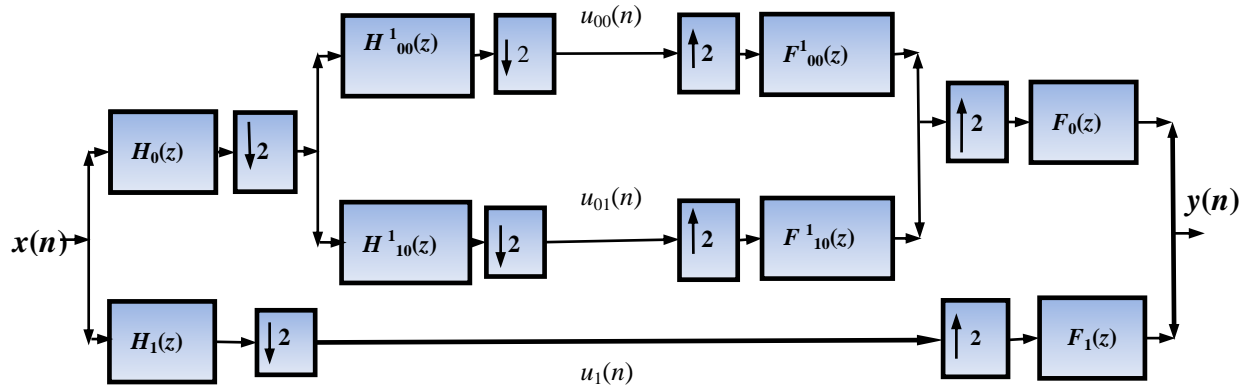 u₀₀(n)
H¹₀₀(z) ↓2 ↑2 F¹₀₀(z)
H₀(z) ↓2 ↑2 F₀(z)
u₀₁(n)
x(n) H¹₁₀(z) ↓2 ↑2 F¹₁₀(z) y(n)
H₁(z) ↓2 ↑2 F₁(z)
u₁(n)